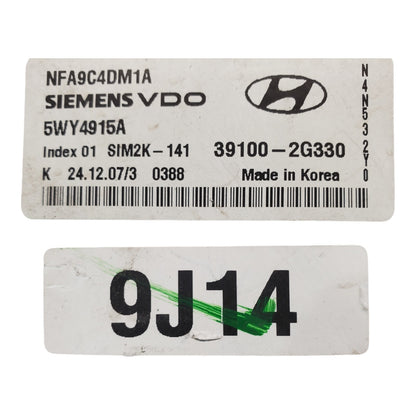 NFA9C4DM1A
SIEMENS VDO
5WY4915A
Index 01 SIM2K-141 39100-2G330
K 24.12.07/3 0388 Made in Korea
N4N532Y0
9J14